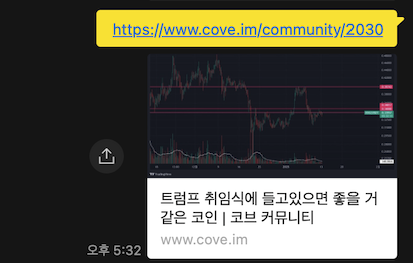 https://www.cove.im/community/2030
TradingView
트럼프 취임식에 들고있으면 좋을 거
같은 코인 | 코브 커뮤니티
www.cove.im
오후 5:32